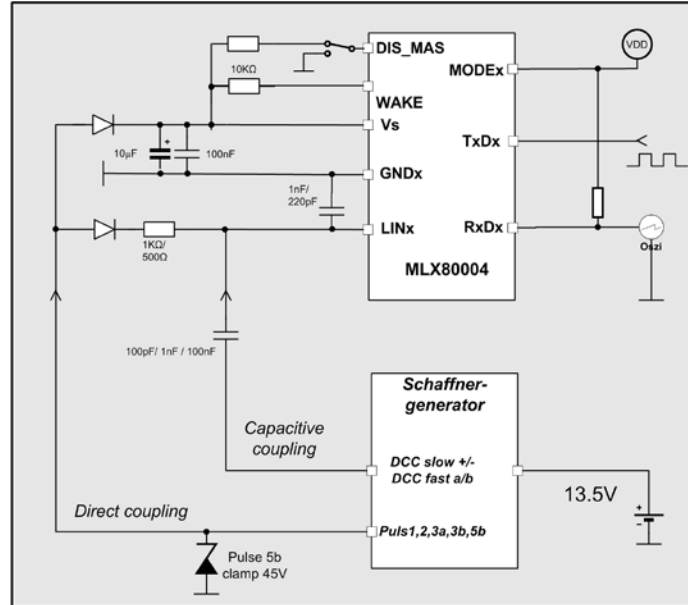 DIS_MAS
VDD
MODEx
10KΩ
WAKE
Vs
TxDx
10µF
+
100nF
GNDx
1nF/
220pF
LINx
RxDx
1KΩ/
500Ω
Oszi
MLX80004
100pF/ 1nF / 100nF
Schaffner-
generator
Capacitive
coupling
DCC slow +/-
DCC fast a/b
13.5V
+
−
Direct coupling
Puls1,2,3a,3b,5b
Pulse 5b
clamp 45V